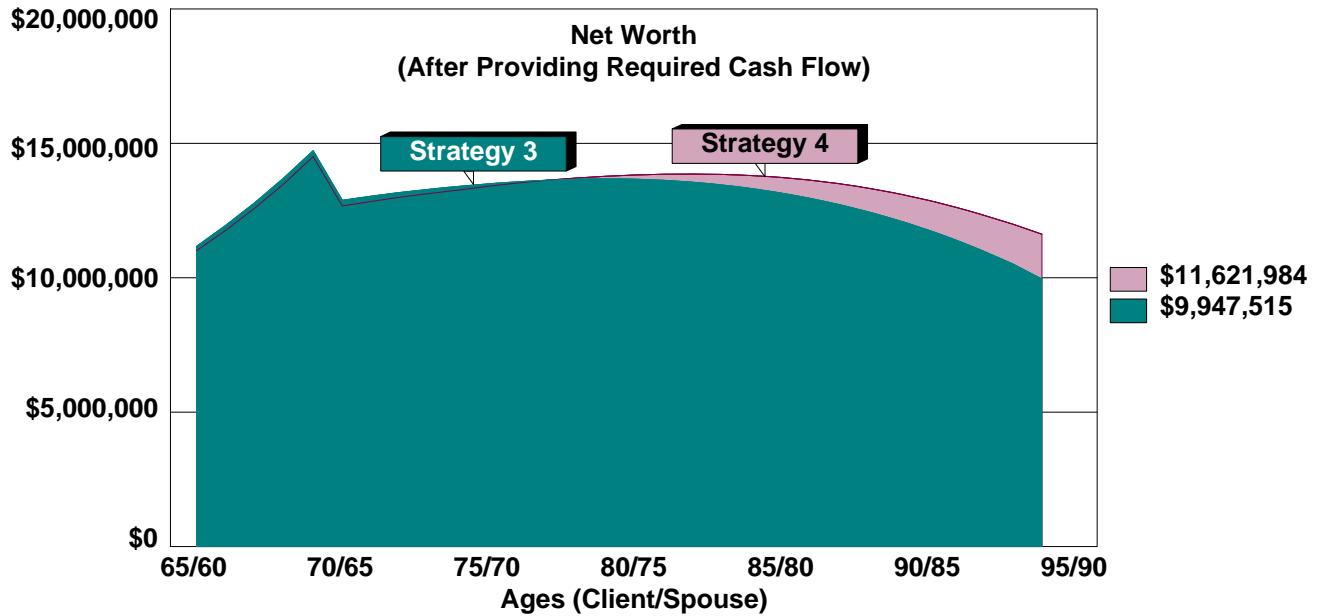 $20,000,000
Net Worth
(After Providing Required Cash Flow)
$15,000,000
Strategy 3
Strategy 4
$10,000,000
$11,621,984
$9,947,515
$5,000,000
$0
65/60 70/65 75/70 80/75 85/80 90/85 95/90
Ages (Client/Spouse)